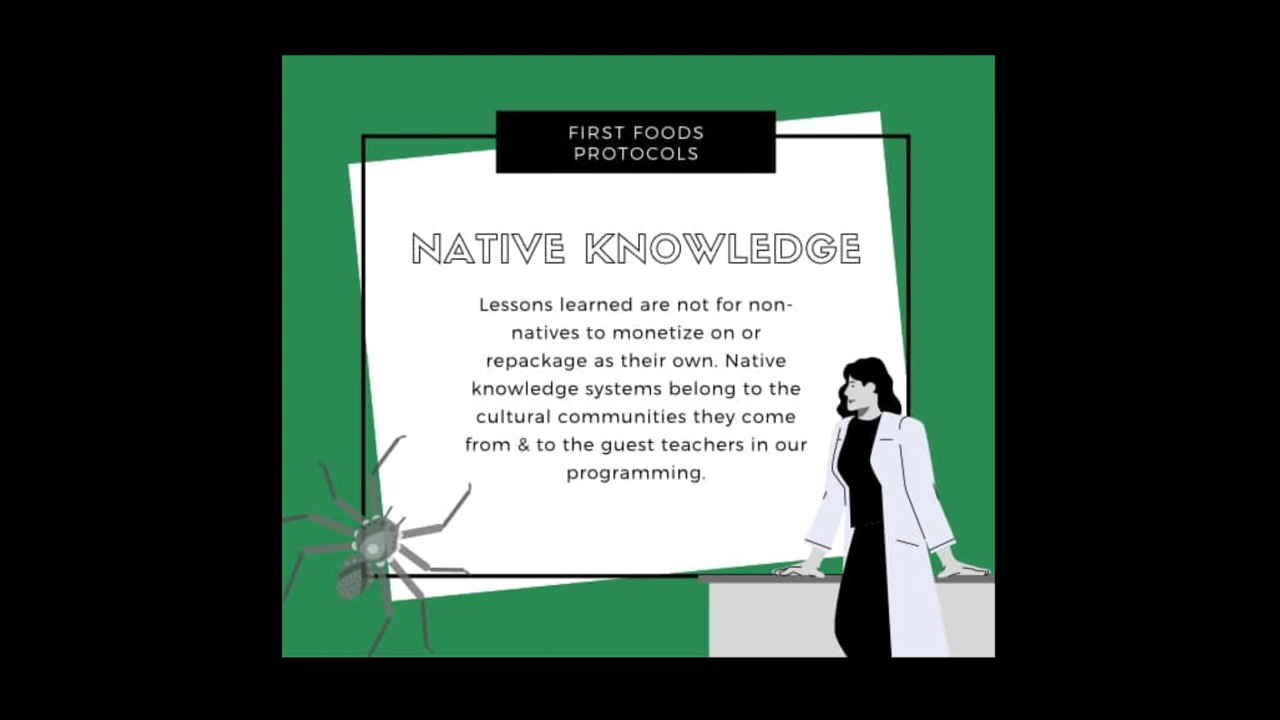 FIRST FOODS
PROTOCOLS
NATIVE KNOWLEDGE
Lessons learned are not for non-
natives to monetize on or
repackage as their own. Native
knowledge systems belong to the
cultural communities they come
from & to the guest teachers in our
programming.